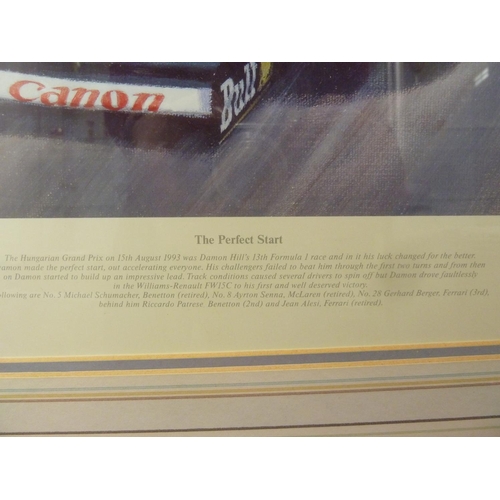 Canon
Bull
The Perfect Start
The Hungarian Grand Prix on 15th August 1993 was Damon Hill's 13th Formula 1 race and in it his luck changed for the better.
made the perfect start, out accelerating everyone. His challengers failed to beat him through the first two turns and from then
on Damon started to build up an impressive lead. Track conditions caused several drivers to spin off but Damon drove faultlessly
in the Williams-Renault FW15C to his first and well deserved victory.
following are No. 5 Michael Schumacher, Benetton (retired), No. 8 Ayrton Senna, McLaren (retired), No. 28 Gerhard Berger, Ferrari (3rd),
behind him Riccardo Patrese Benetton (2nd) and Jean Alesi, Ferrari (retired).